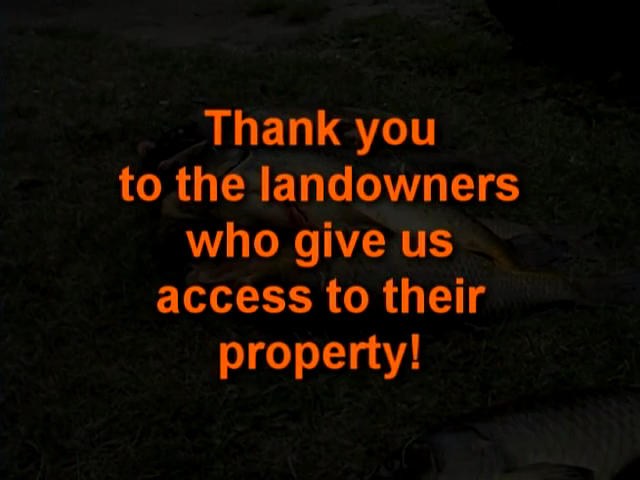 Thank you
to the landowners
who give us
access to their
property!